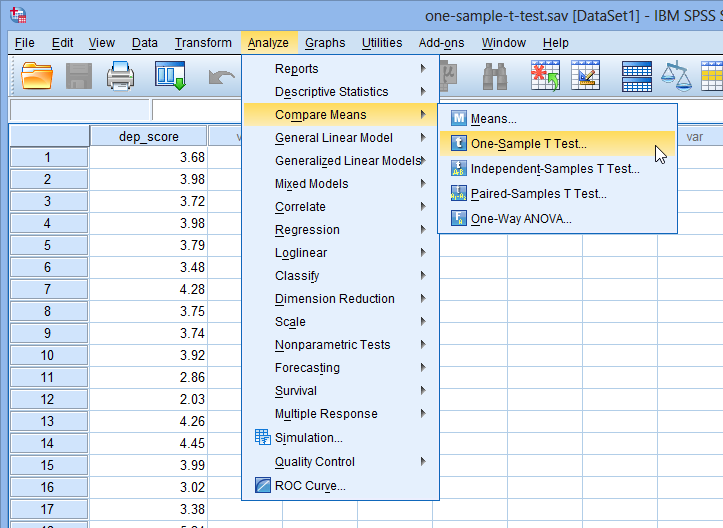 one-sample-t-test.sav [DataSet1] - IBM SPSS S
File Edit View Data Transform Analyze Graphs Utilities Add-ons Window Help
Reports
Descriptive Statistics
Compare Means
General Linear Model
Generalized Linear Models
Mixed Models
Correlate
Regression
Loglinear
Classify
Dimension Reduction
Scale
Nonparametric Tests
Forecasting
Survival
Multiple Response
Simulation...
Quality Control
ROC Curve...
M Means...
t One-Sample T Test...
Independent-Samples T Test...
Paired-Samples T Test...
One-Way ANOVA...
dep_score v var
1 3.68
2 3.98
3 3.72
4 3.98
5 3.79
6 3.48
7 4.28
8 3.75
9 3.74
10 3.92
11 2.86
12 2.03
13 4.26
14 4.45
15 3.99
16 3.02
17 3.38